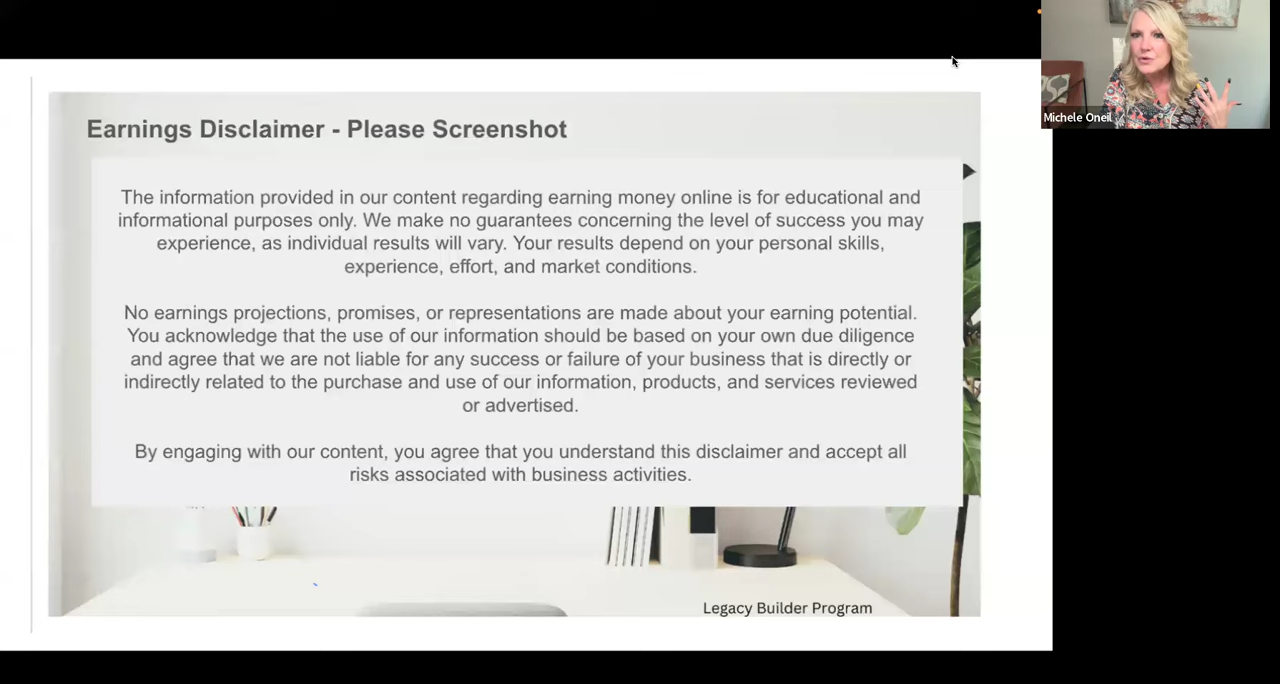 Michele Oneil
Earnings Disclaimer - Please Screenshot
The information provided in our content regarding earning money online is for educational and
informational purposes only. We make no guarantees concerning the level of success you may
experience, as individual results will vary. Your results depend on your personal skills,
experience, effort, and market conditions.
No earnings projections, promises, or representations are made about your earning potential.
You acknowledge that the use of our information should be based on your own due diligence
and agree that we are not liable for any success or failure of your business that is directly or
indirectly related to the purchase and use of our information, products, and services reviewed
or advertised.
By engaging with our content, you agree that you understand this disclaimer and accept all
risks associated with business activities.
Legacy Builder Program